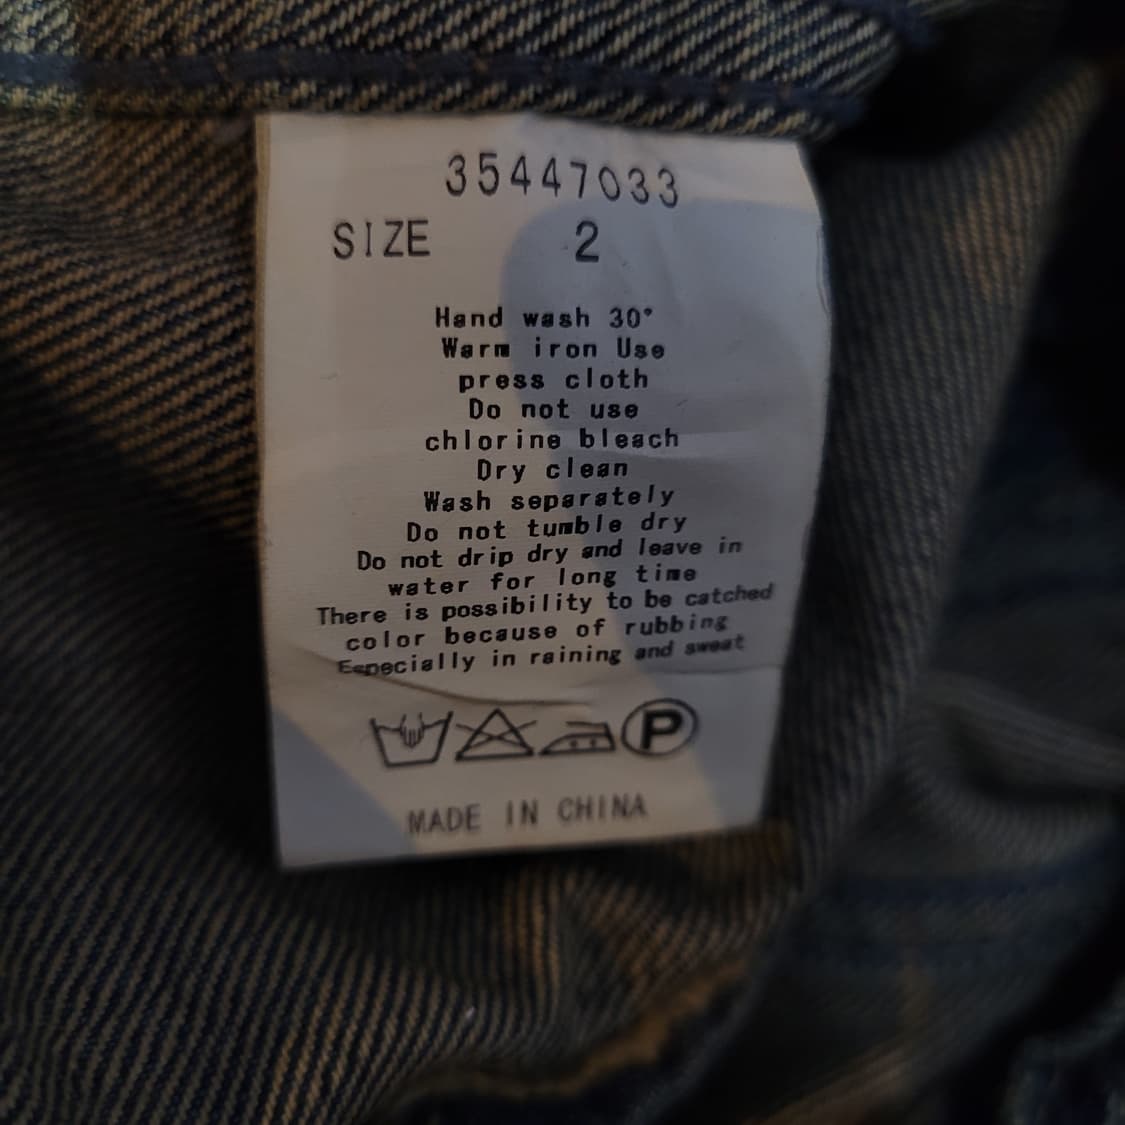 35447033
SIZE 2
Hand wash 30°
Warm iron Use
press cloth
Do not use
chlorine bleach
Dry clean
Wash separately
Do not tumble dry
Do not drip dry and leave in
water for long time
There is possibility to be catched
color because of rubbing
Especially in raining and sweat
P
MADE IN CHINA